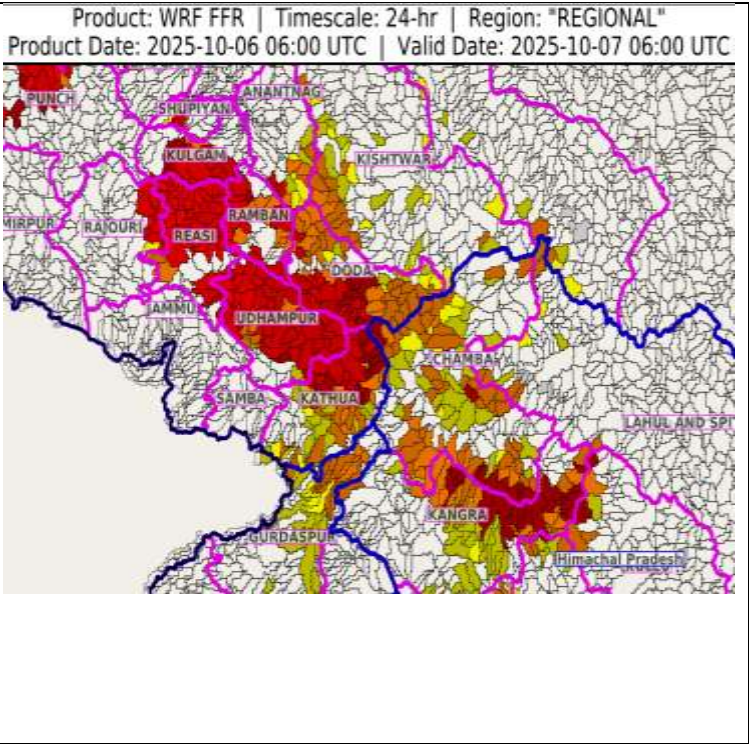 Product: WRF FFR | Timescale: 24-hr | Region: "REGIONAL"
Product Date: 2025-10-06 06:00 UTC | Valid Date: 2025-10-07 06:00 UTC
ANANTNAG
PUNCH
SHUPIYAN
KULGAM
KISHTWAR
RAMBAN
MIRPUR
RAJOURI
REASI
DODA
JAMMU
UDHAMPUR
CHAMBA
SAMBA
KATHUA
LAHUL AND SPI
KANGRA
GURDASPUR
Himachal Pradesh